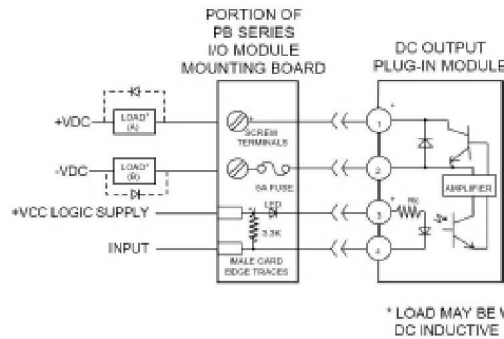 PORTION OF
PB SERIES
I/O MODULE
MOUNTING BOARD
DC OUTPUT
PLUG-IN MODULE
+VDC
LOAD*
(A)
SCREW
TERMINALS
-VDC
LOAD*
(B)
5A FUSE
+VCC LOGIC SUPPLY
LED
3.3K
INPUT
MALE CARD
EDGE TRACES
+
1
2
+
3
4
AMPLIFIER
* LOAD MAY BE
DC INDUCTIVE